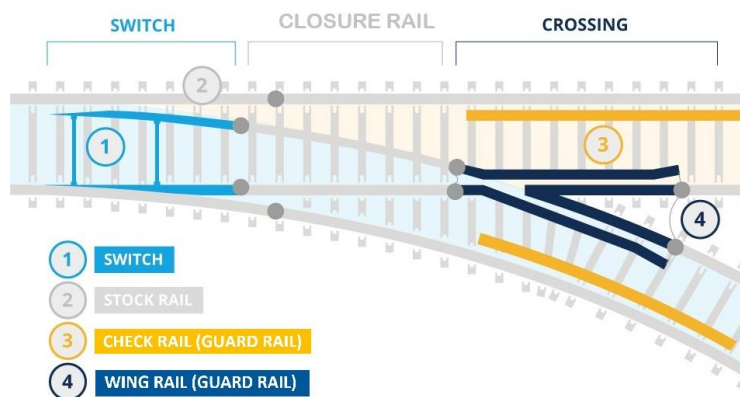 SWITCH
CLOSURE RAIL
CROSSING
2
1
3
4
1 SWITCH
2 STOCK RAIL
3 CHECK RAIL (GUARD RAIL)
4 WING RAIL (GUARD RAIL)